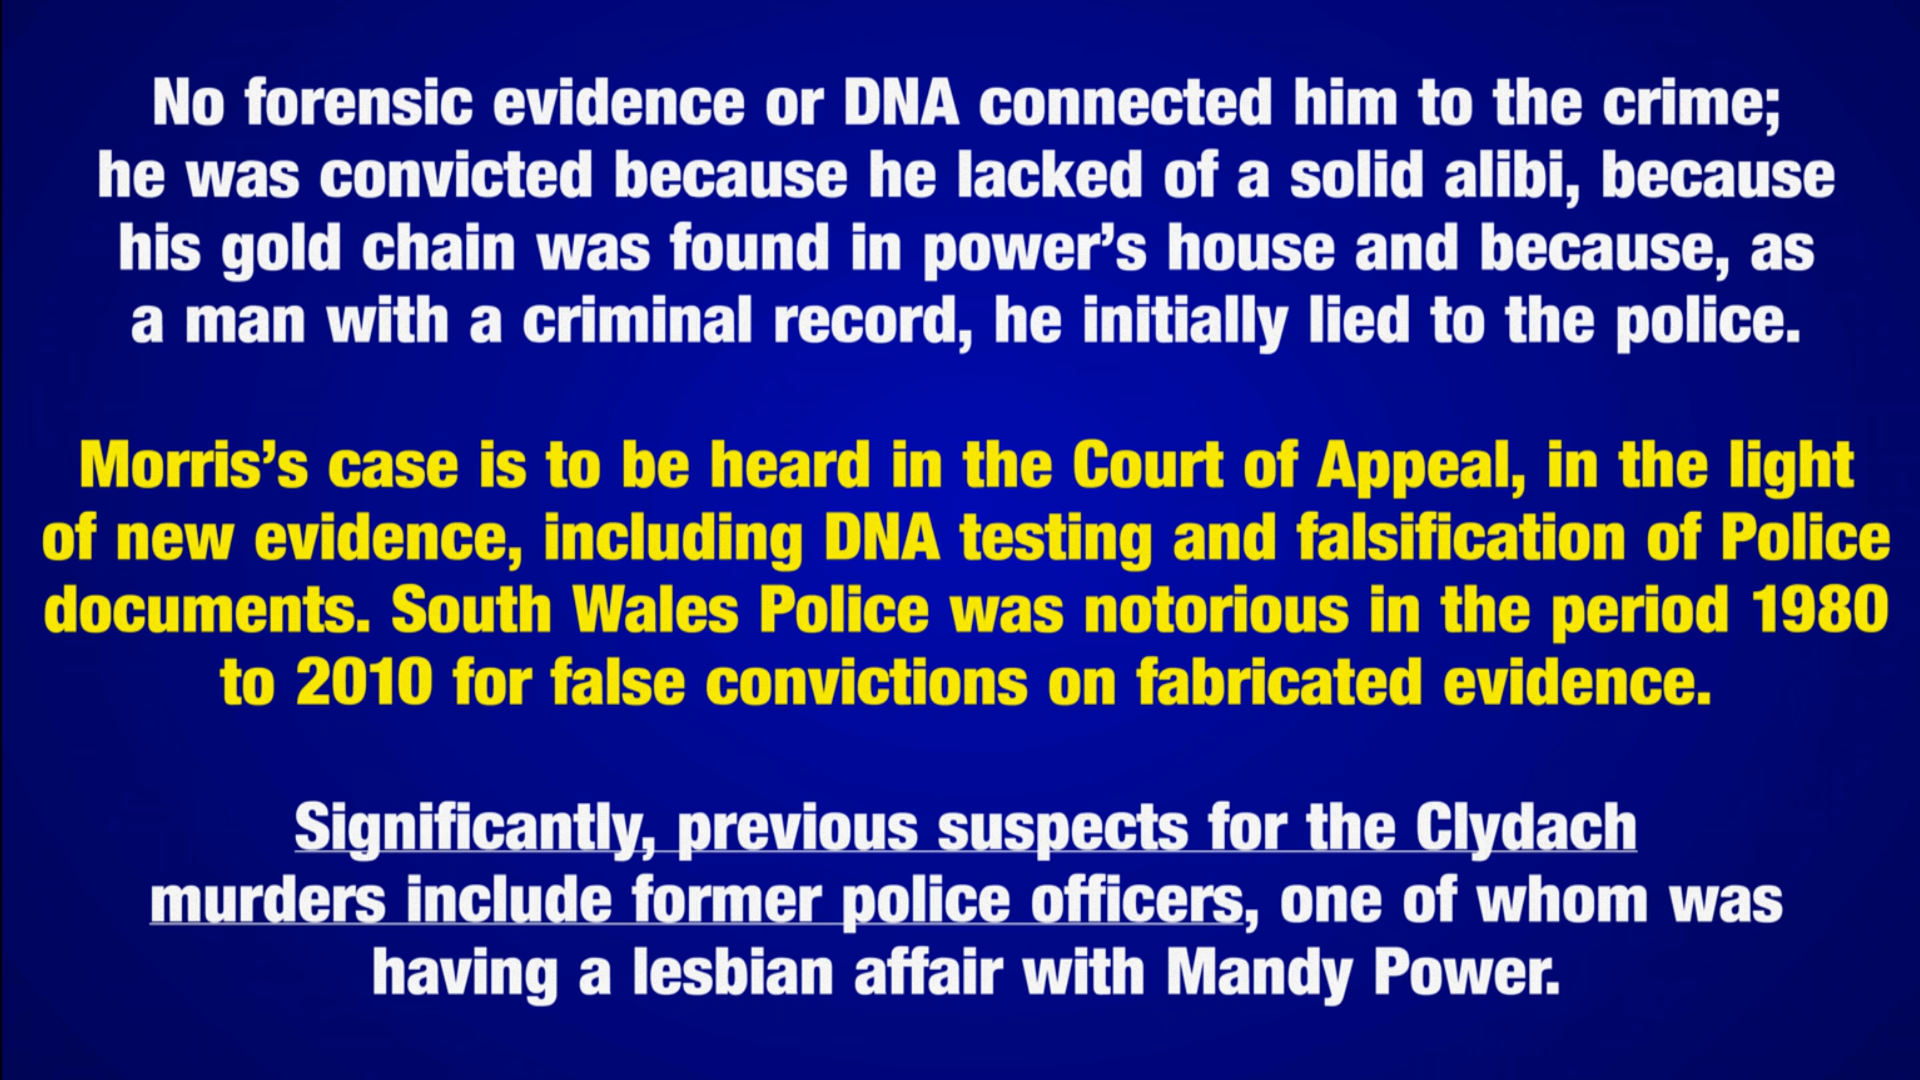 No forensic evidence or DNA connected him to the crime;
he was convicted because he lacked of a solid alibi, because
his gold chain was found in power’s house and because, as
a man with a criminal record, he initially lied to the police.
Morris’s case is to be heard in the Court of Appeal, in the light
of new evidence, including DNA testing and falsification of Police
documents. South Wales Police was notorious in the period 1980
to 2010 for false convictions on fabricated evidence.
Significantly, previous suspects for the Clydach
murders include former police officers, one of whom was
having a lesbian affair with Mandy Power.